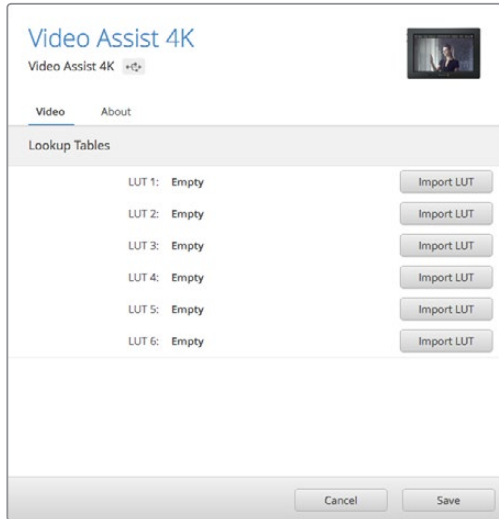 Video Assist 4K
Video Assist 4K
Video About
Lookup Tables
LUT 1: Empty Import LUT
LUT 2: Empty Import LUT
LUT 3: Empty Import LUT
LUT 4: Empty Import LUT
LUT 5: Empty Import LUT
LUT 6: Empty Import LUT
Cancel Save